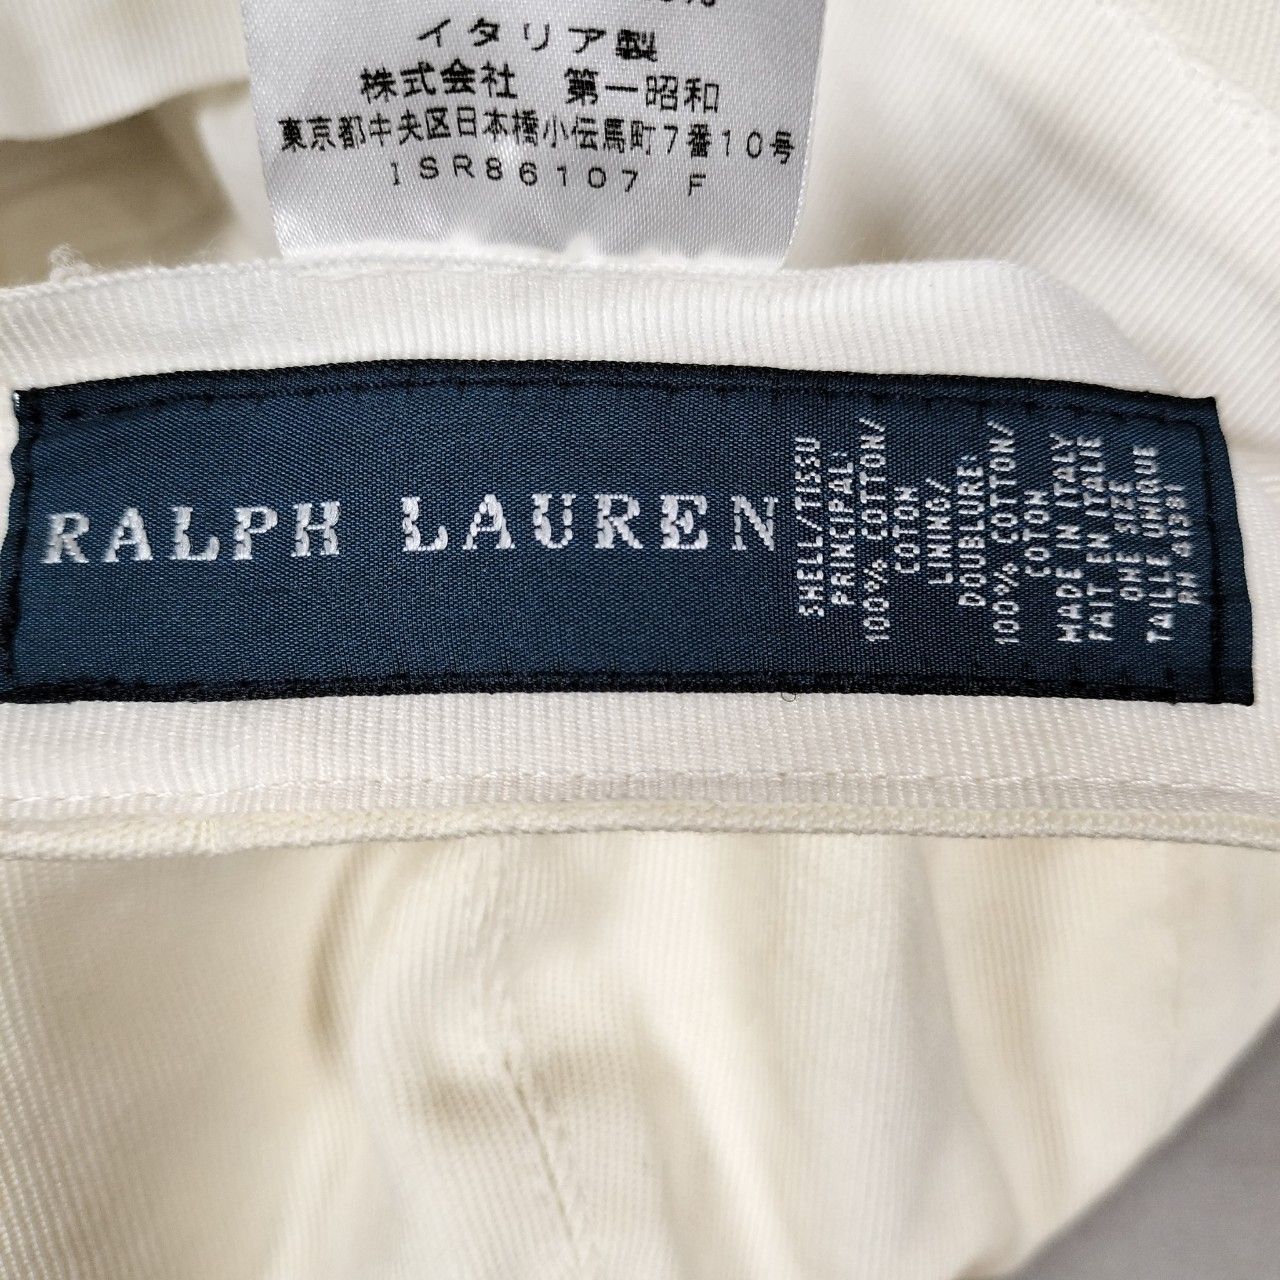 イタリア製
株式会社 第一昭和
東京都中央区日本橋小伝馬町7番10号
ISR86107 F
RALPH LAUREN
SHELL/TISSU
PRINCIPAL:
100% COTTON/
COTON
LINING/
DOUBLURE:
100% COTTON/
COTON
MADE IN ITALY
FAIT EN ITALIE
ONE SIZE
TAILLE UNIQUE
RN 41381